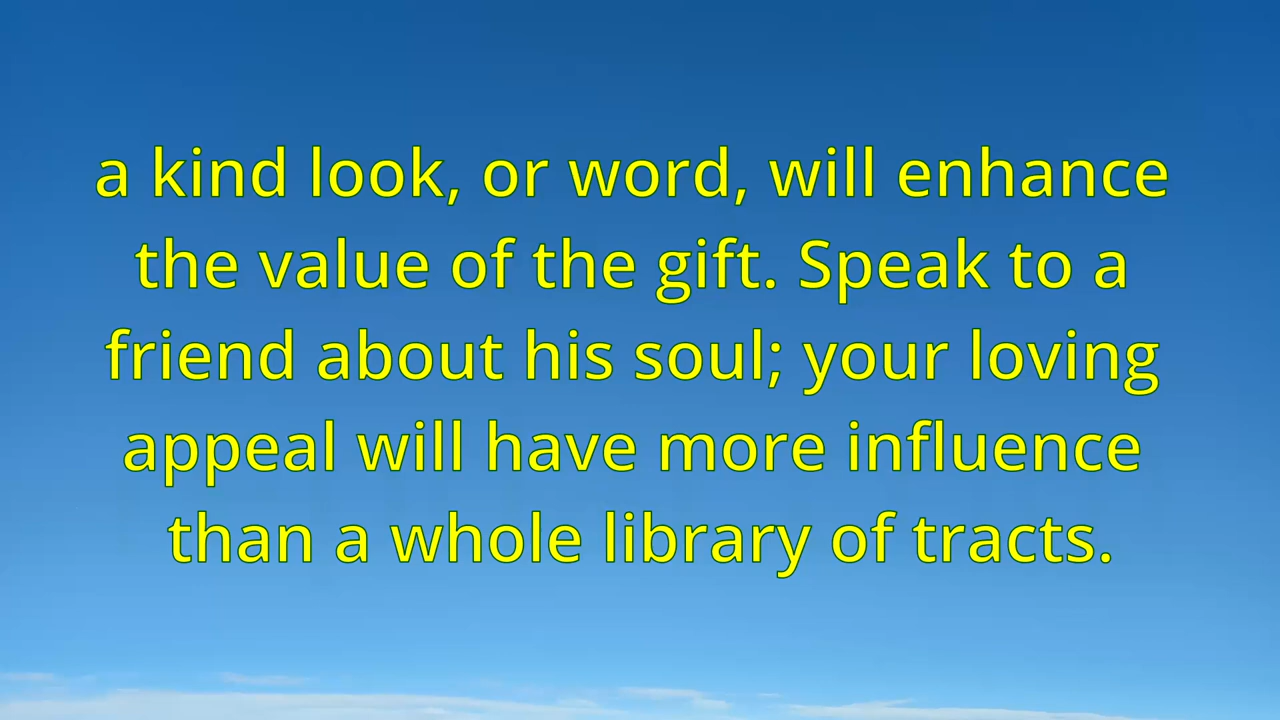 a kind look, or word, will enhance
the value of the gift. Speak to a
friend about his soul; your loving
appeal will have more influence
than a whole library of tracts.